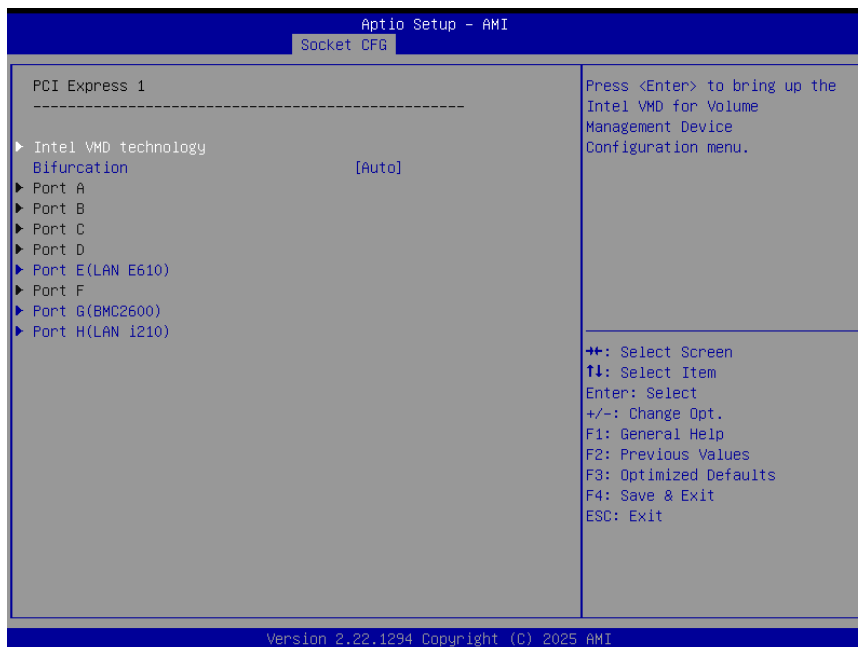 Aptio Setup – AMI
Socket CFG
PCI Express 1
--------------------------------------------------
Intel VMD technology
Bifurcation [Auto]
Port A
Port B
Port C
Port D
Port E(LAN E610)
Port F
Port G(BMC2600)
Port H(LAN i210)
Press <Enter> to bring up the
Intel VMD for Volume
Management Device
Configuration menu.
→←: Select Screen
↑↓: Select Item
Enter: Select
+/-: Change Opt.
F1: General Help
F2: Previous Values
F3: Optimized Defaults
F4: Save & Exit
ESC: Exit
Version 2.22.1294 Copyright (C) 2025 AMI